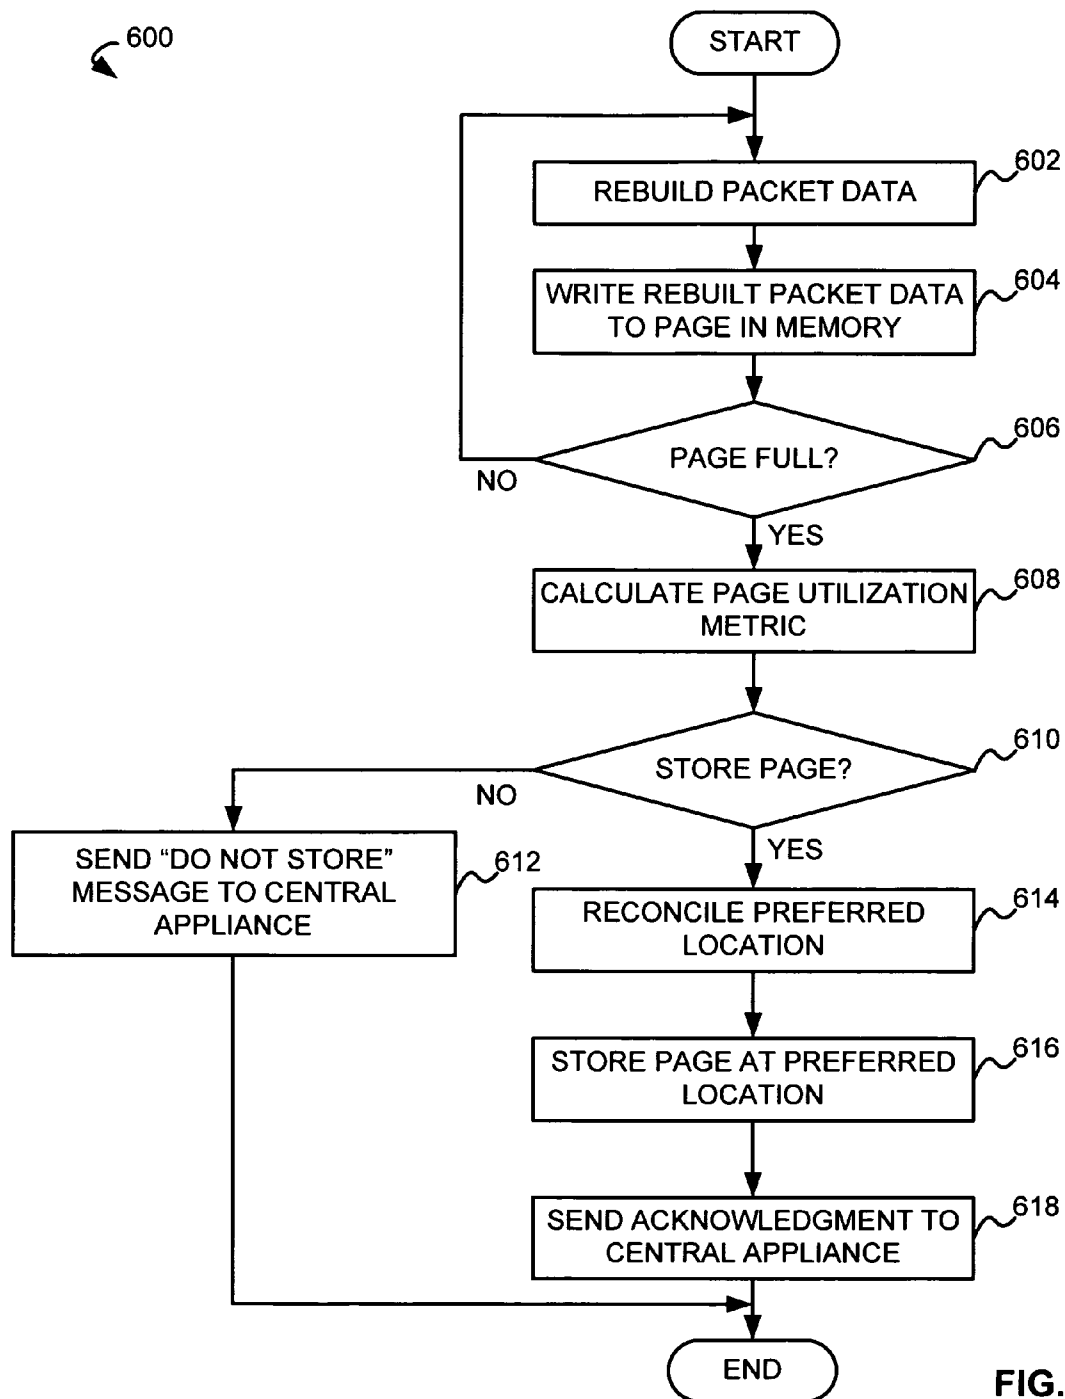 600
START
REBUILD PACKET DATA
602
WRITE REBUILT PACKET DATA
TO PAGE IN MEMORY
604
PAGE FULL?
606
NO
YES
CALCULATE PAGE UTILIZATION
METRIC
608
STORE PAGE?
610
NO
YES
SEND “DO NOT STORE”
MESSAGE TO CENTRAL
APPLIANCE
612
RECONCILE PREFERRED
LOCATION
614
STORE PAGE AT PREFERRED
LOCATION
616
SEND ACKNOWLEDGMENT TO
CENTRAL APPLIANCE
618
END
FIG.